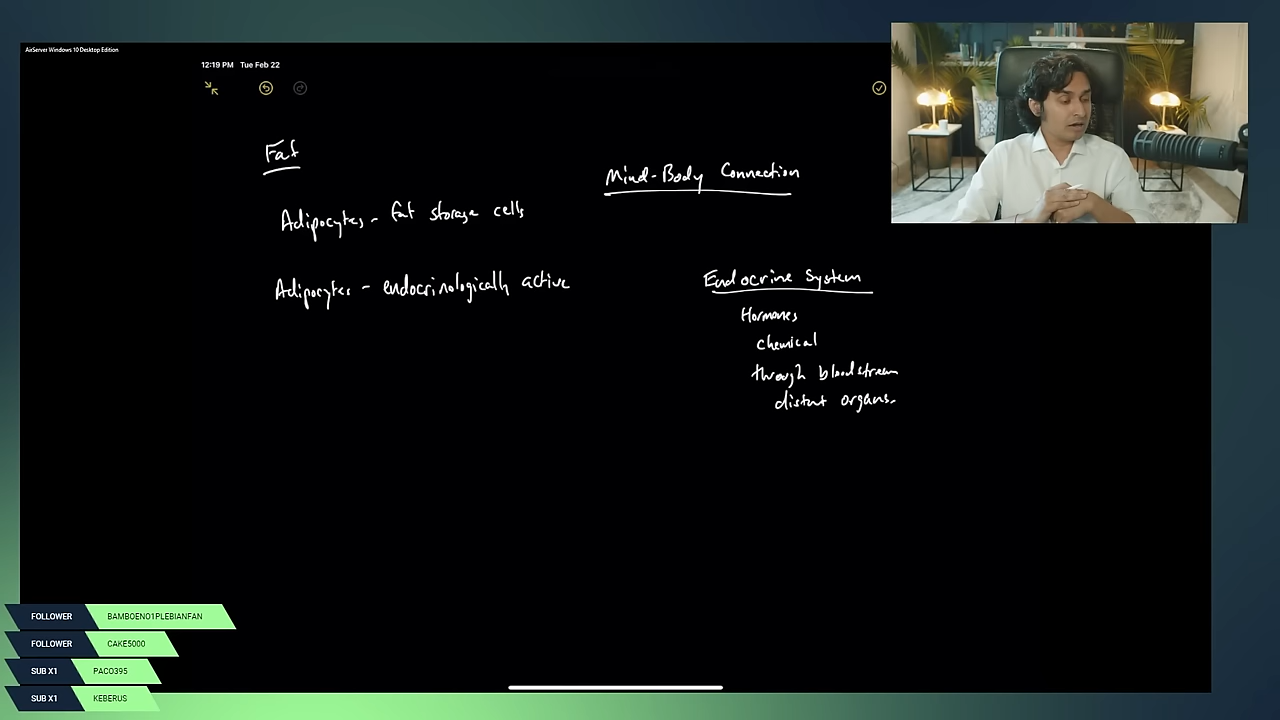 AirServer Windows 10 Desktop Edition
12:19 PM Tue Feb 22
Fat
Adipocytes - fat storage cells
Adipocytes - endocrinologically active
Mind-Body Connection
Endocrine System
Hormones
chemical
through bloodstream
distant organs.
FOLLOWER BAMBOENO1PLEBIANFAN
FOLLOWER CAKE5000
SUB X1 PACO395
SUB X1 KEBERUS